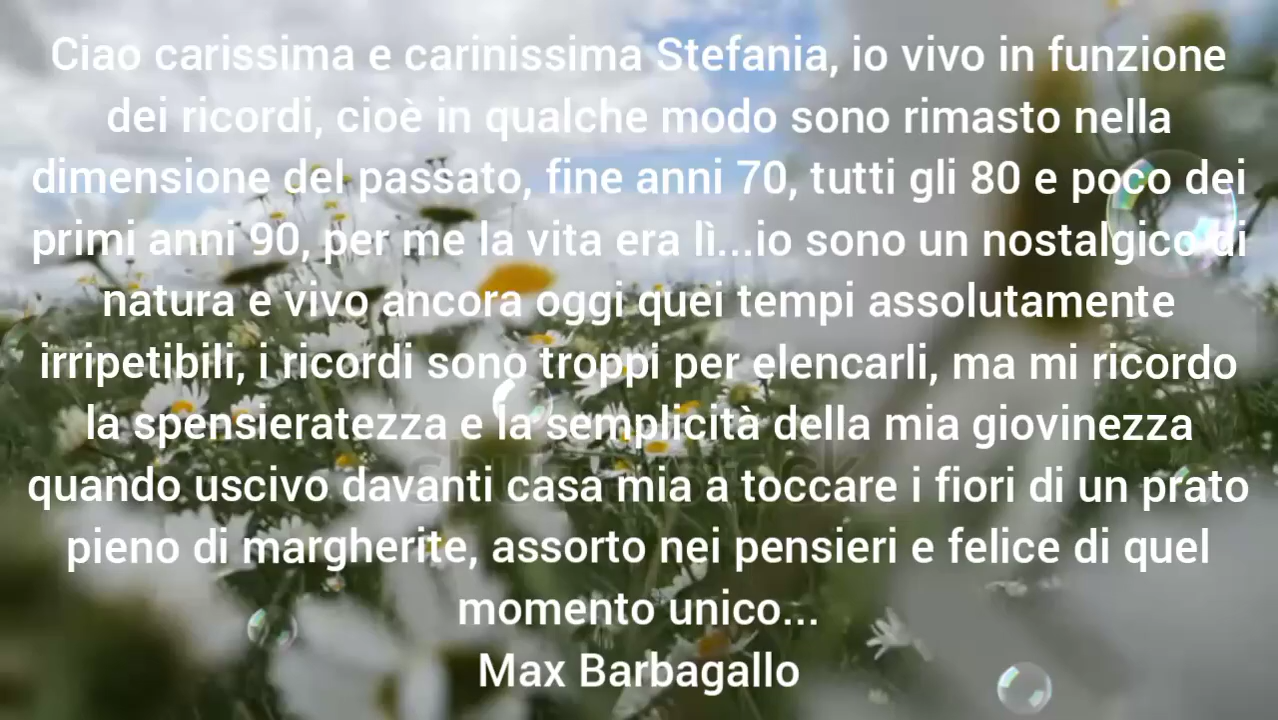 Ciao carissima e carinissima Stefania, io vivo in funzione
dei ricordi, cioè in qualche modo sono rimasto nella
dimensione del passato, fine anni 70, tutti gli 80 e poco dei
primi anni 90, per me la vita era lì...io sono un nostalgico di
natura e vivo ancora oggi quei tempi assolutamente
irripetibili, i ricordi sono troppi per elencarli, ma mi ricordo
la spensieratezza e la semplicità della mia giovinezza
quando uscivo davanti casa mia a toccare i fiori di un prato
pieno di margherite, assorto nei pensieri e felice di quel
momento unico...
Max Barbagallo